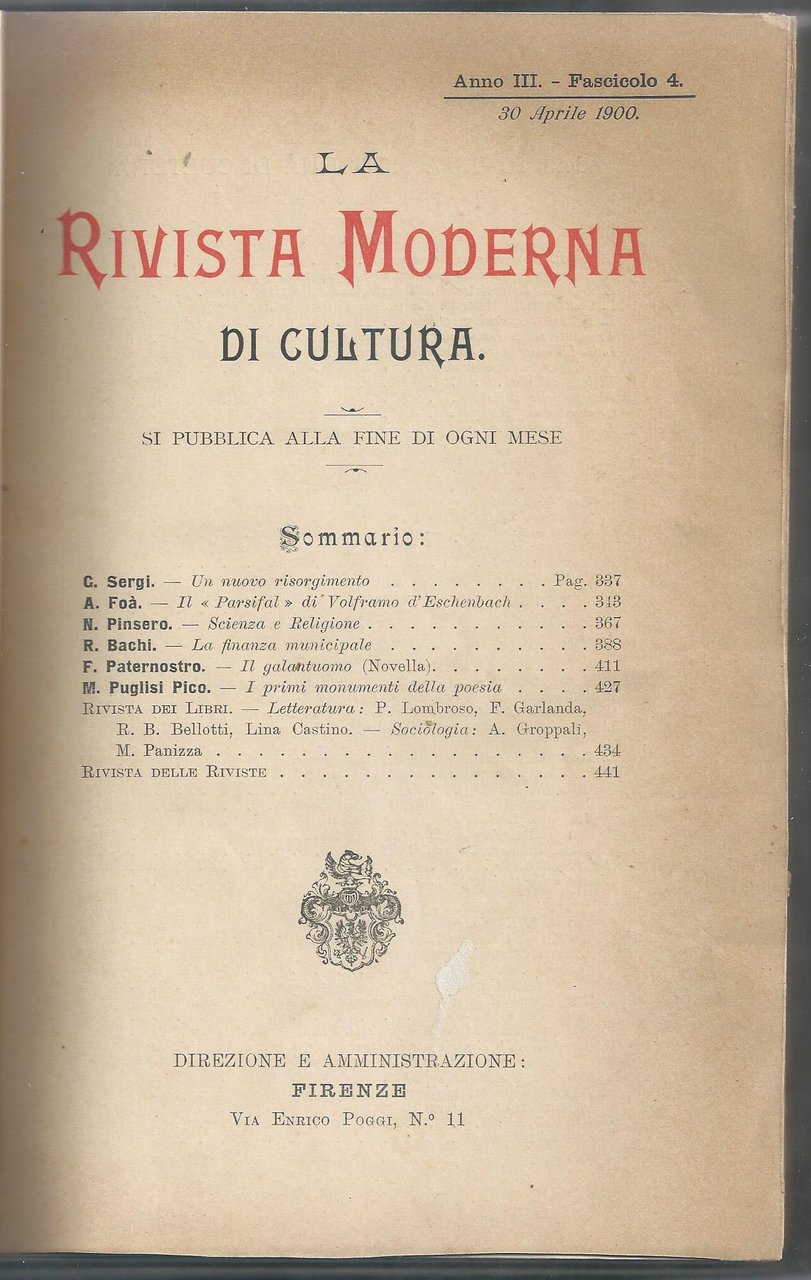 Anno III. - Fascicolo 4.
30 Aprile 1900.
LA
RIVISTA MODERNA
DI CULTURA.
SI PUBBLICA ALLA FINE DI OGNI MESE
Sommario:
G. Sergi. — Un nuovo risorgimento . . . . . . . . Pag. 337
A. Foà. — Il « Parsifal » di Volframo d'Eschenbach . . . . 343
N. Pinsero. — Scienza e Religione . . . . . . . . . . . 367
R. Bachi. — La finanza municipale . . . . . . . . . . 388
F. Paternostro. — Il galantuomo (Novella). . . . . . . . 411
M. Puglisi Pico. — I primi monumenti della poesia . . . . 427
RIVISTA DEI LIBRI. — Letteratura: P. Lombroso, F. Garlanda,
R. B. Bellotti, Lina Castino. — Sociologia: A. Groppali,
M. Panizza . . . . . . . . . . . . . . . . . . 434
RIVISTA DELLE RIVISTE . . . . . . . . . . . . . . . 441
DIREZIONE E AMMINISTRAZIONE:
FIRENZE
VIA ENRICO POGGI, N.º 11